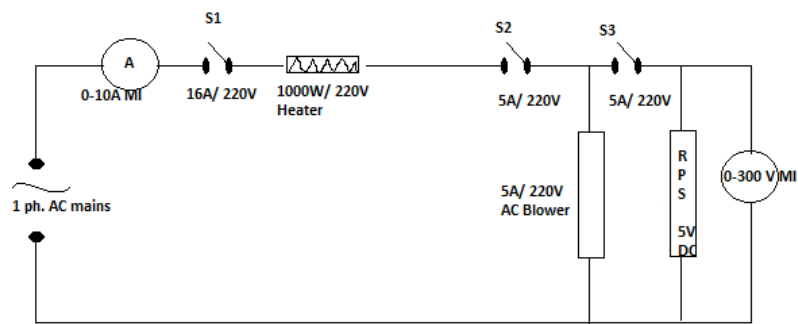 S1
S2
S3
A
0-10A MI
16A/ 220V
1000W/ 220V
Heater
5A/ 220V
5A/ 220V
1 ph. AC mains
5A/ 220V
AC Blower
R
P
S
5V
DC
0-300 V MI